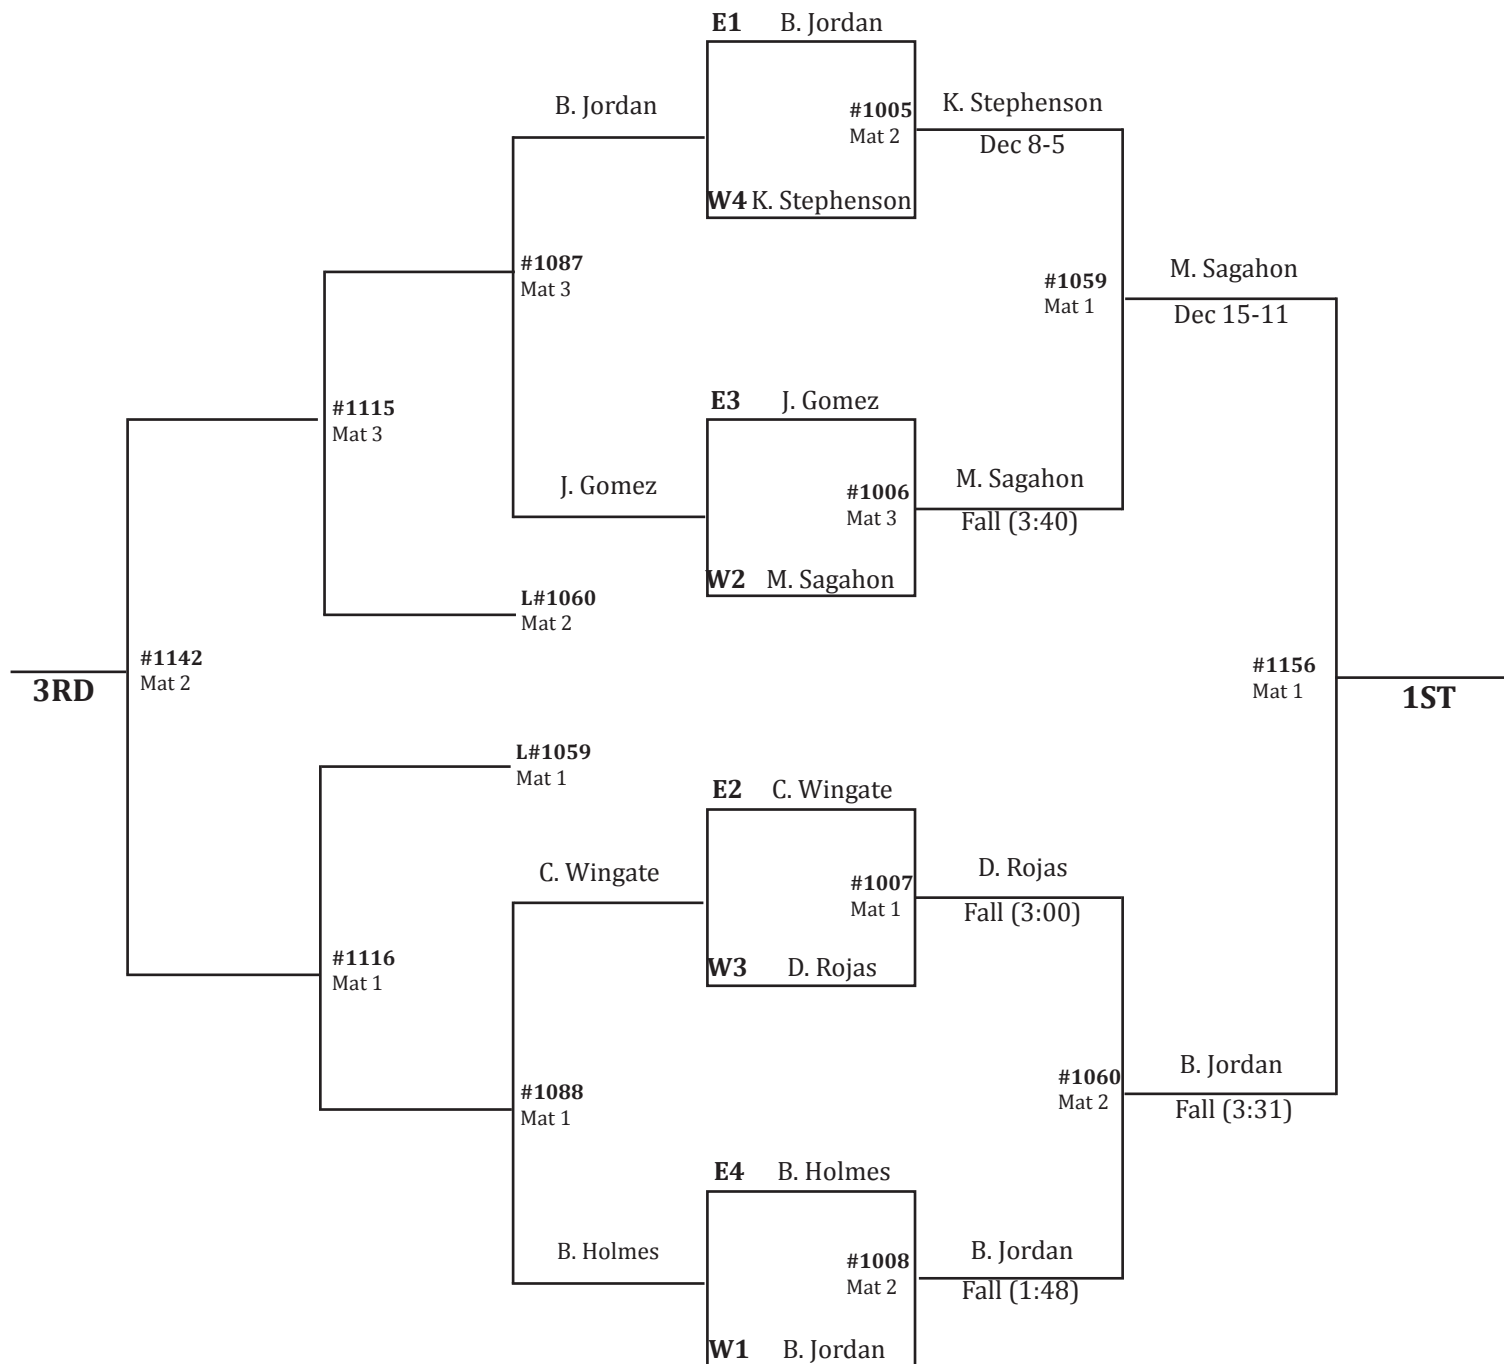 E1 B. Jordan
B. Jordan
#1005
Mat 2
K. Stephenson
Dec 8-5
W4 K. Stephenson
#1087
Mat 3
#1059
Mat 1
M. Sagahon
Dec 15-11
#1115
Mat 3
E3 J. Gomez
J. Gomez
#1006
Mat 3
M. Sagahon
Fall (3:40)
W2 M. Sagahon
L#1060
Mat 2
#1142
Mat 2
3RD
#1156
Mat 1
1ST
L#1059
Mat 1
E2 C. Wingate
C. Wingate
#1007
Mat 1
D. Rojas
Fall (3:00)
W3 D. Rojas
#1116
Mat 1
#1088
Mat 1
#1060
Mat 2
B. Jordan
Fall (3:31)
E4 B. Holmes
B. Holmes
#1008
Mat 2
B. Jordan
Fall (1:48)
W1 B. Jordan